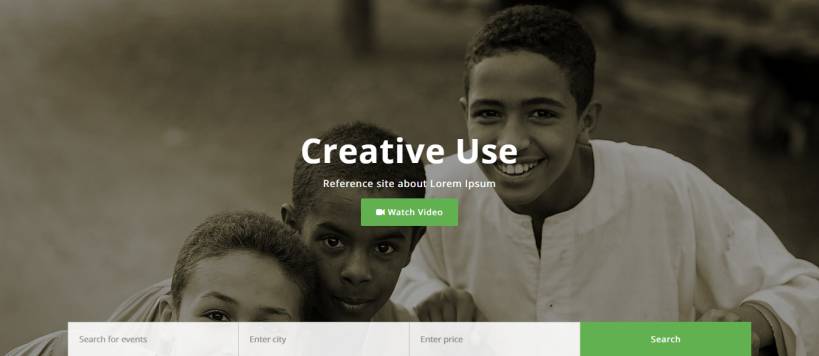 Creative Use
Reference site about Lorem Ipsum
Watch Video
Search for events
Enter city
Enter price
Search